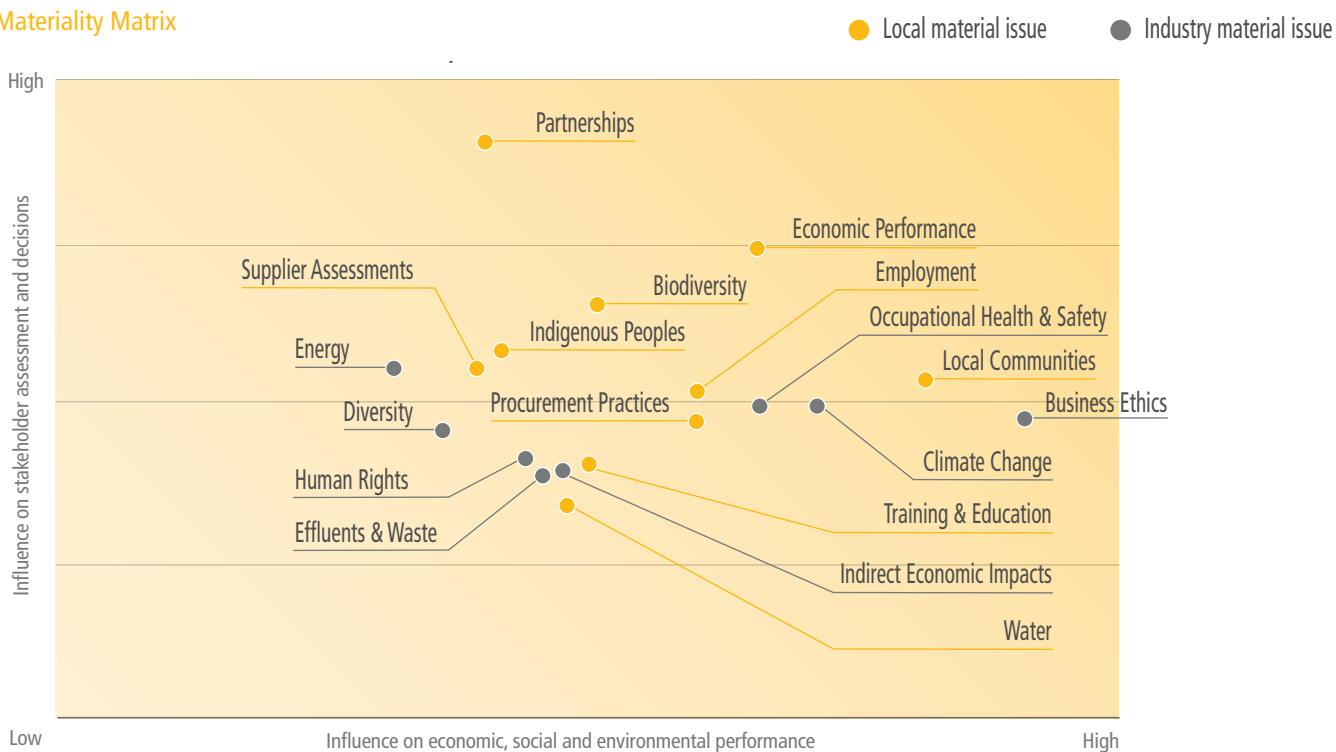 Materiality Matrix
Local material issue
Industry material issue
High
Partnerships
Economic Performance
Supplier Assessments
Employment
Biodiversity
Occupational Health & Safety
Indigenous Peoples
Energy
Local Communities
Diversity
Procurement Practices
Business Ethics
Climate Change
Human Rights
Training & Education
Effluents & Waste
Indirect Economic Impacts
Water
Influence on stakeholder assessment and decisions
Low
Influence on economic, social and environmental performance
High